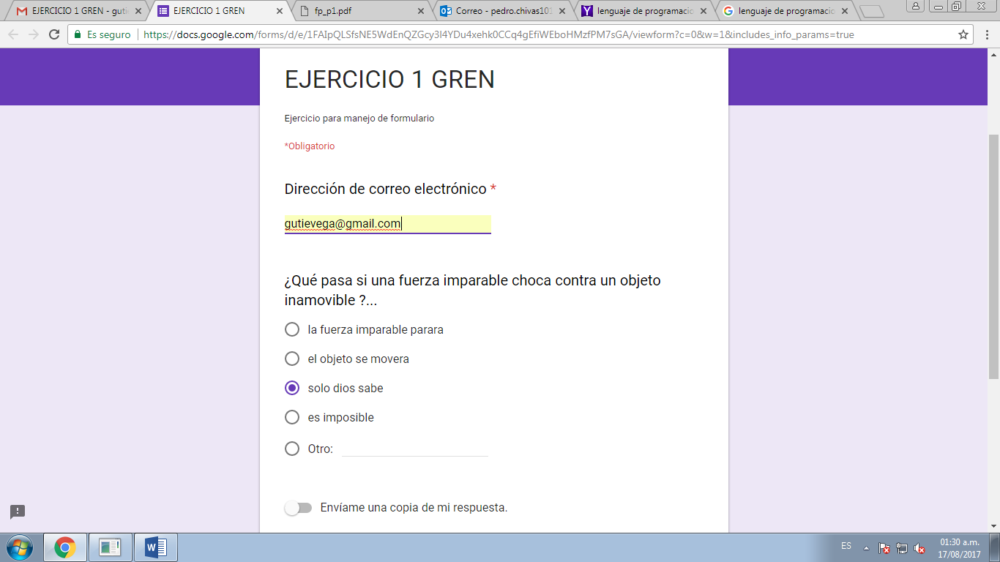 EJERCICIO 1 GREN - guti
EJERCICIO 1 GREN
fp_p1.pdf
Correo - pedro.chivas101
lenguaje de programacio
lenguaje de programacio
Es seguro
https://docs.google.com/forms/d/e/1FAIpQLSfsNE5WdEnQZGcy3l4YDu4xehk0CCq4gEfiWEboHMzfPM7sGA/viewform?c=0&w=1&includes_info_params=true
EJERCICIO 1 GREN
Ejercicio para manejo de formulario
*Obligatorio
Dirección de correo electrónico *
gutievega@gmail.com
¿Qué pasa si una fuerza imparable choca contra un objeto
inamovible ?...
la fuerza imparable parara
el objeto se movera
solo dios sabe
es imposible
Otro:
Envíame una copia de mi respuesta.
ES
01:30 a.m.
17/08/2017